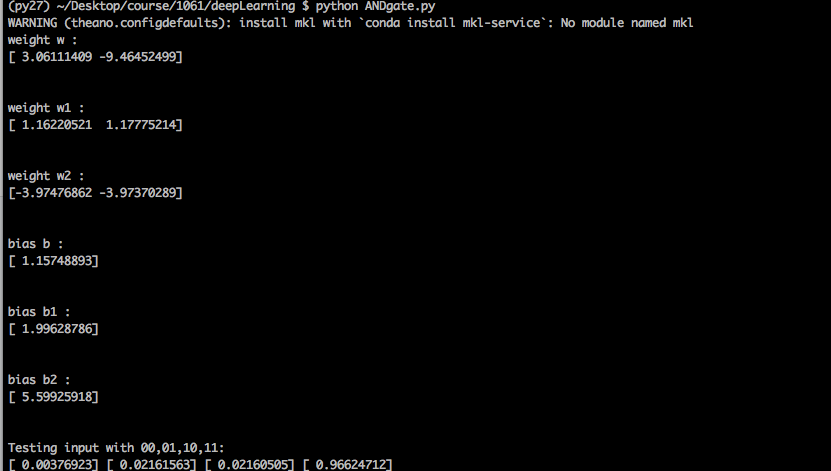 (py27) ~/Desktop/course/1061/deepLearning $ python ANDgate.py
WARNING (theano.configdefaults): install mkl with `conda install mkl-service`: No module named mkl
weight w :
[ 3.06111409 -9.46452499]
weight w1 :
[ 1.16220521  1.17775214]
weight w2 :
[-3.97476862 -3.97370289]
bias b :
[ 1.15748893]
bias b1 :
[ 1.99628786]
bias b2 :
[ 5.59925918]
Testing input with 00,01,10,11:
[ 0.00376923] [ 0.02161563] [ 0.02160505] [ 0.96624712]